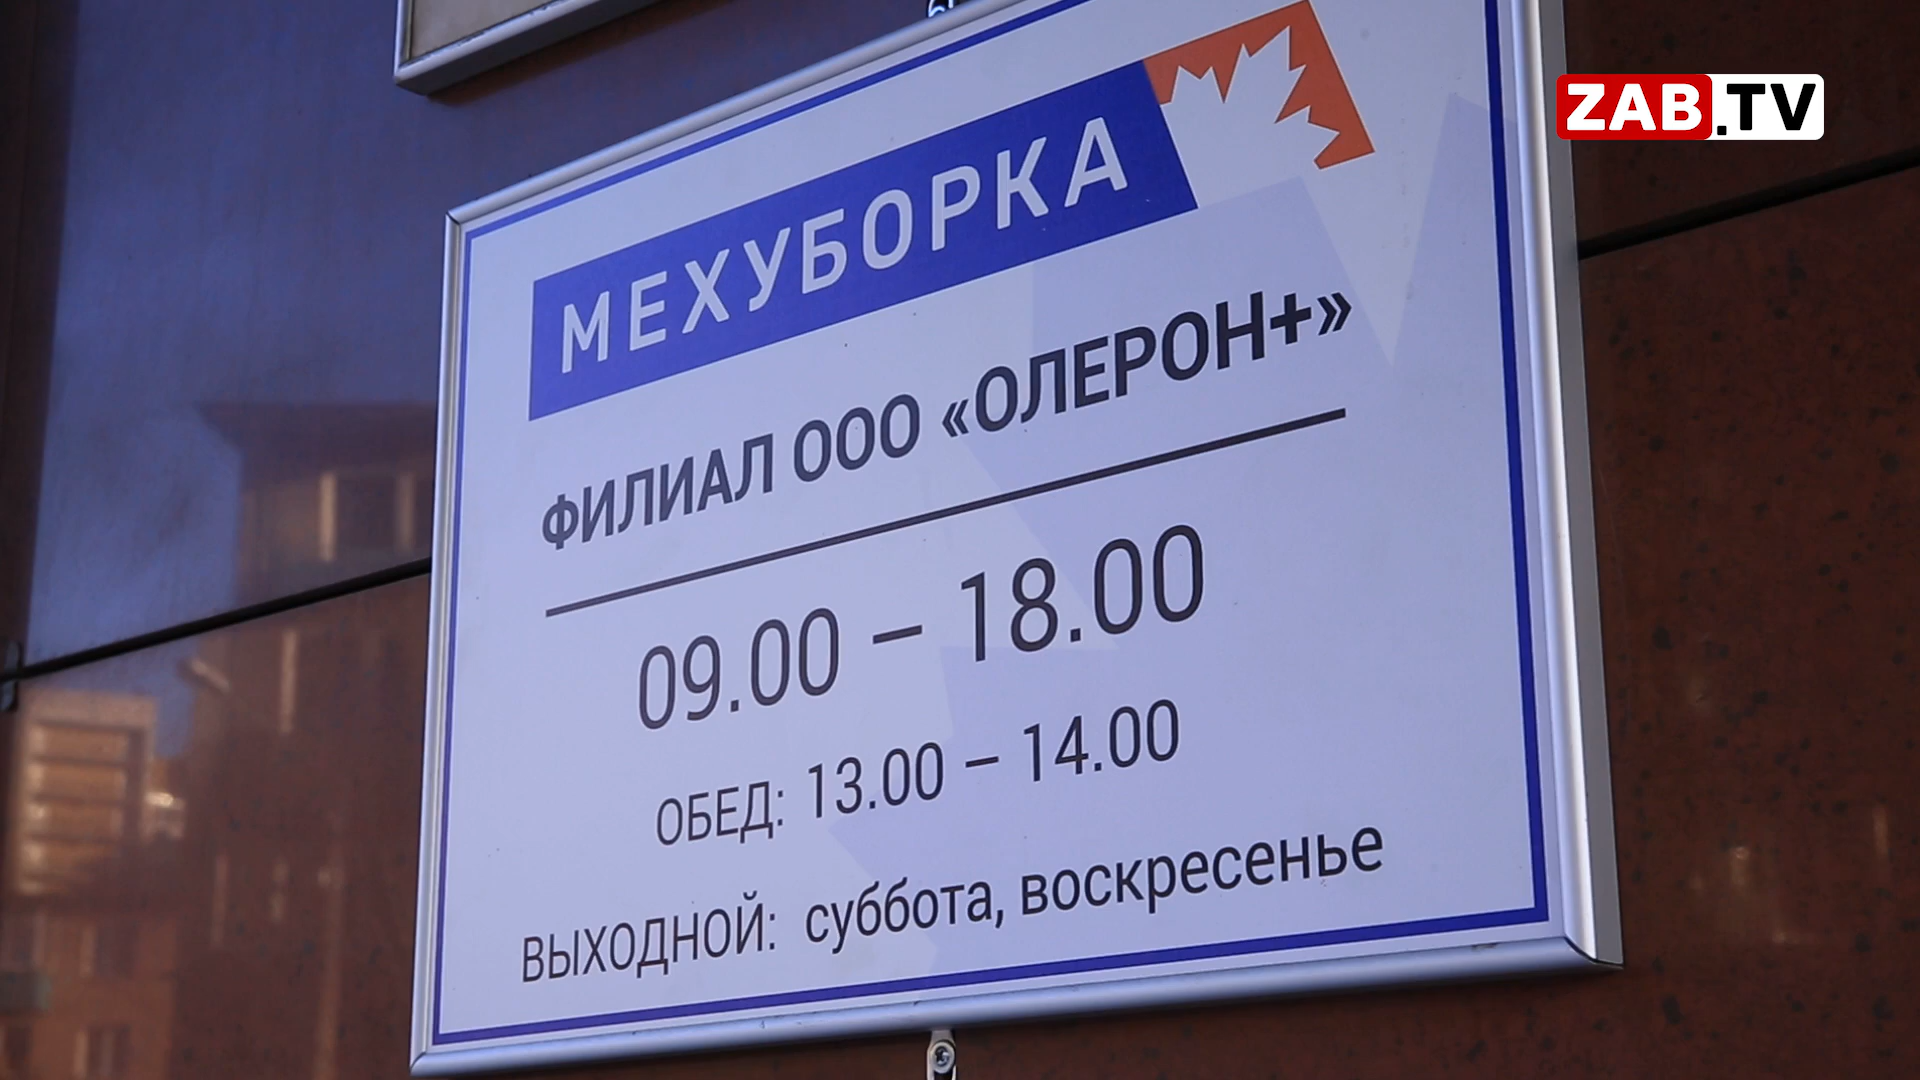 ZAB.TV
МЕХУБОРКА
ФИЛИАЛ ООО «ОЛЕРОН+»
09.00 – 18.00
ОБЕД: 13.00 – 14.00
ВЫХОДНОЙ: суббота, воскресенье